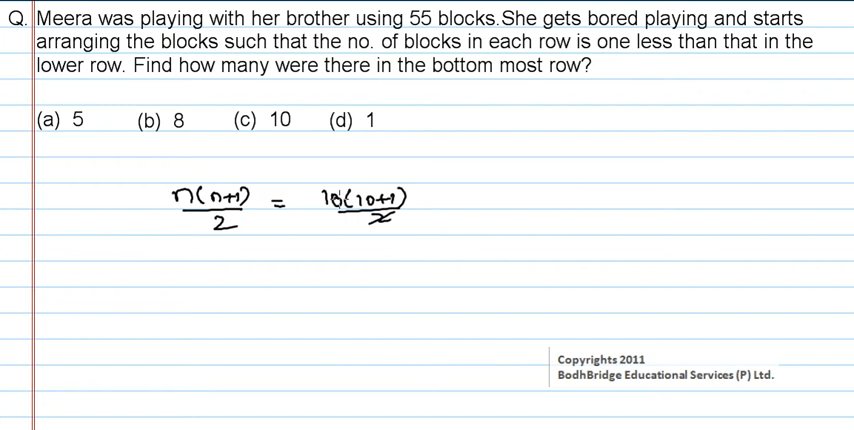 Q. Meera was playing with her brother using 55 blocks.She gets bored playing and starts
arranging the blocks such that the no. of blocks in each row is one less than that in the
lower row. Find how many were there in the bottom most row?
(a) 5 (b) 8 (c) 10 (d) 1
n(n+1)/2 = 10(10+1)/2
Copyrights 2011
BodhBridge Educational Services (P) Ltd.